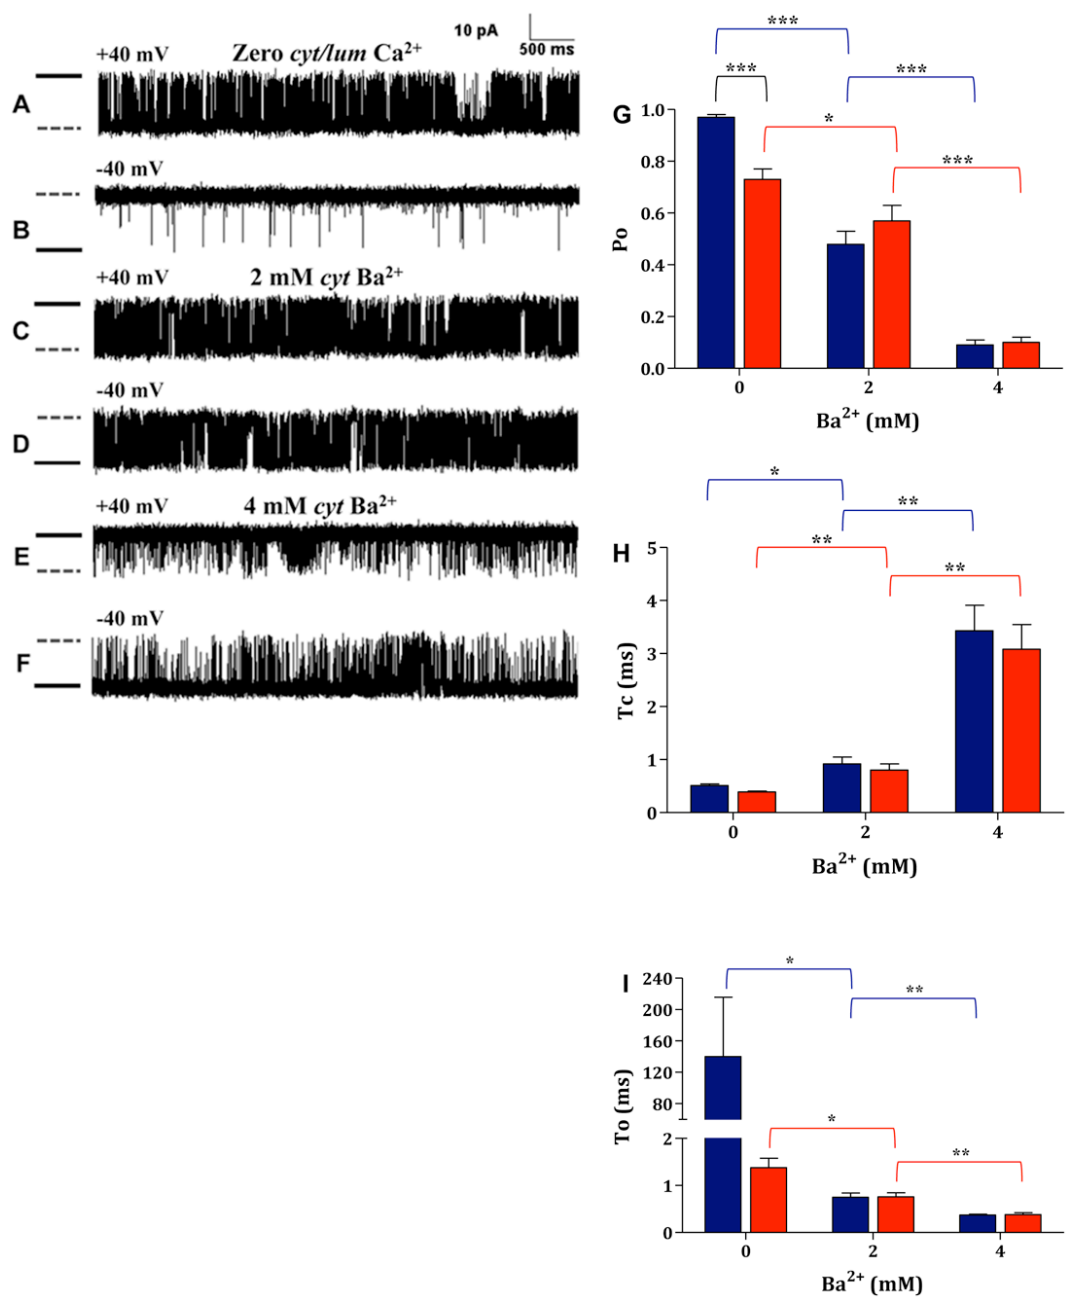 10 pA
500 ms
+40 mV Zero cyt/lum Ca²⁺
A
-40 mV
B
+40 mV 2 mM cyt Ba²⁺
C
-40 mV
D
+40 mV 4 mM cyt Ba²⁺
E
-40 mV
F
***
***
***
G
*
***
1.0
0.8
0.6
0.4
0.2
0.0
Po
0 2 4
Ba²⁺ (mM)
*
**
H
**
**
5
4
3
2
1
0
Tc (ms)
0 2 4
Ba²⁺ (mM)
I
*
**
240
200
160
120
80
*
**
2
1
0
To (ms)
0 2 4
Ba²⁺ (mM)